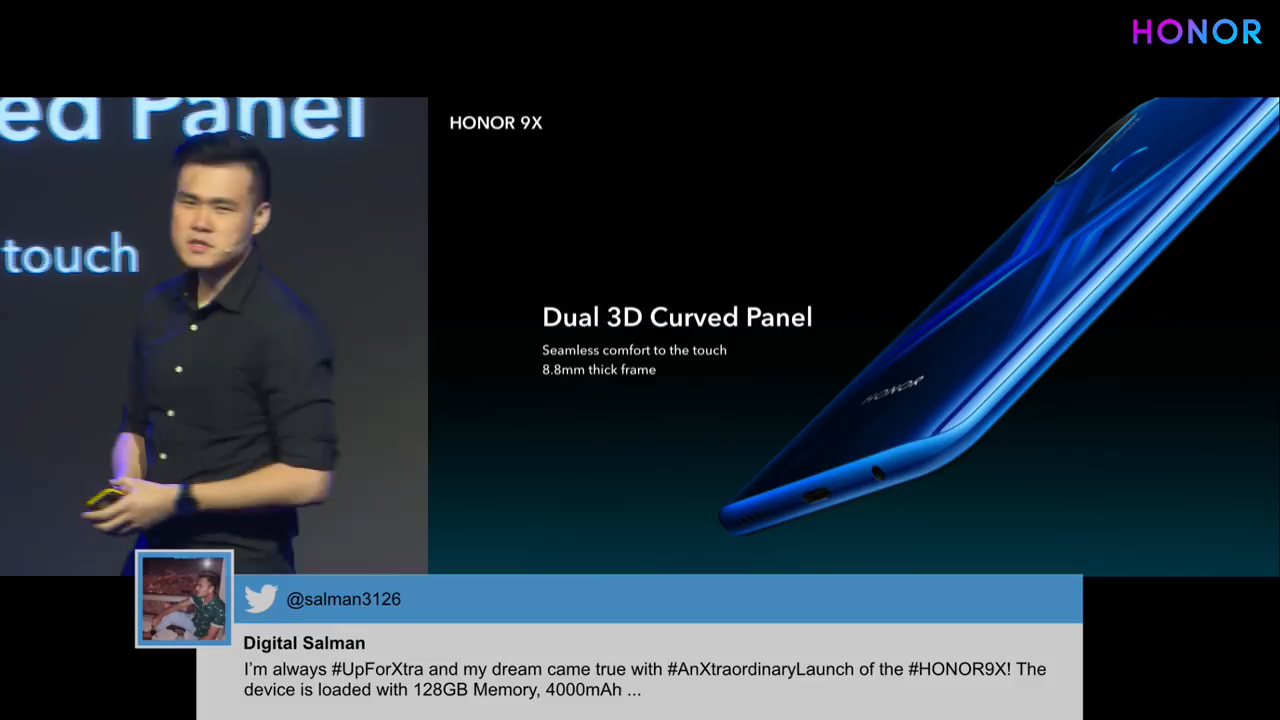 HONOR
ed Panel
touch
HONOR 9X
Dual 3D Curved Panel
Seamless comfort to the touch
8.8mm thick frame
HONOR
@salman3126
Digital Salman
I'm always #UpForXtra and my dream came true with #AnXtraordinaryLaunch of the #HONOR9X! The
device is loaded with 128GB Memory, 4000mAh ...